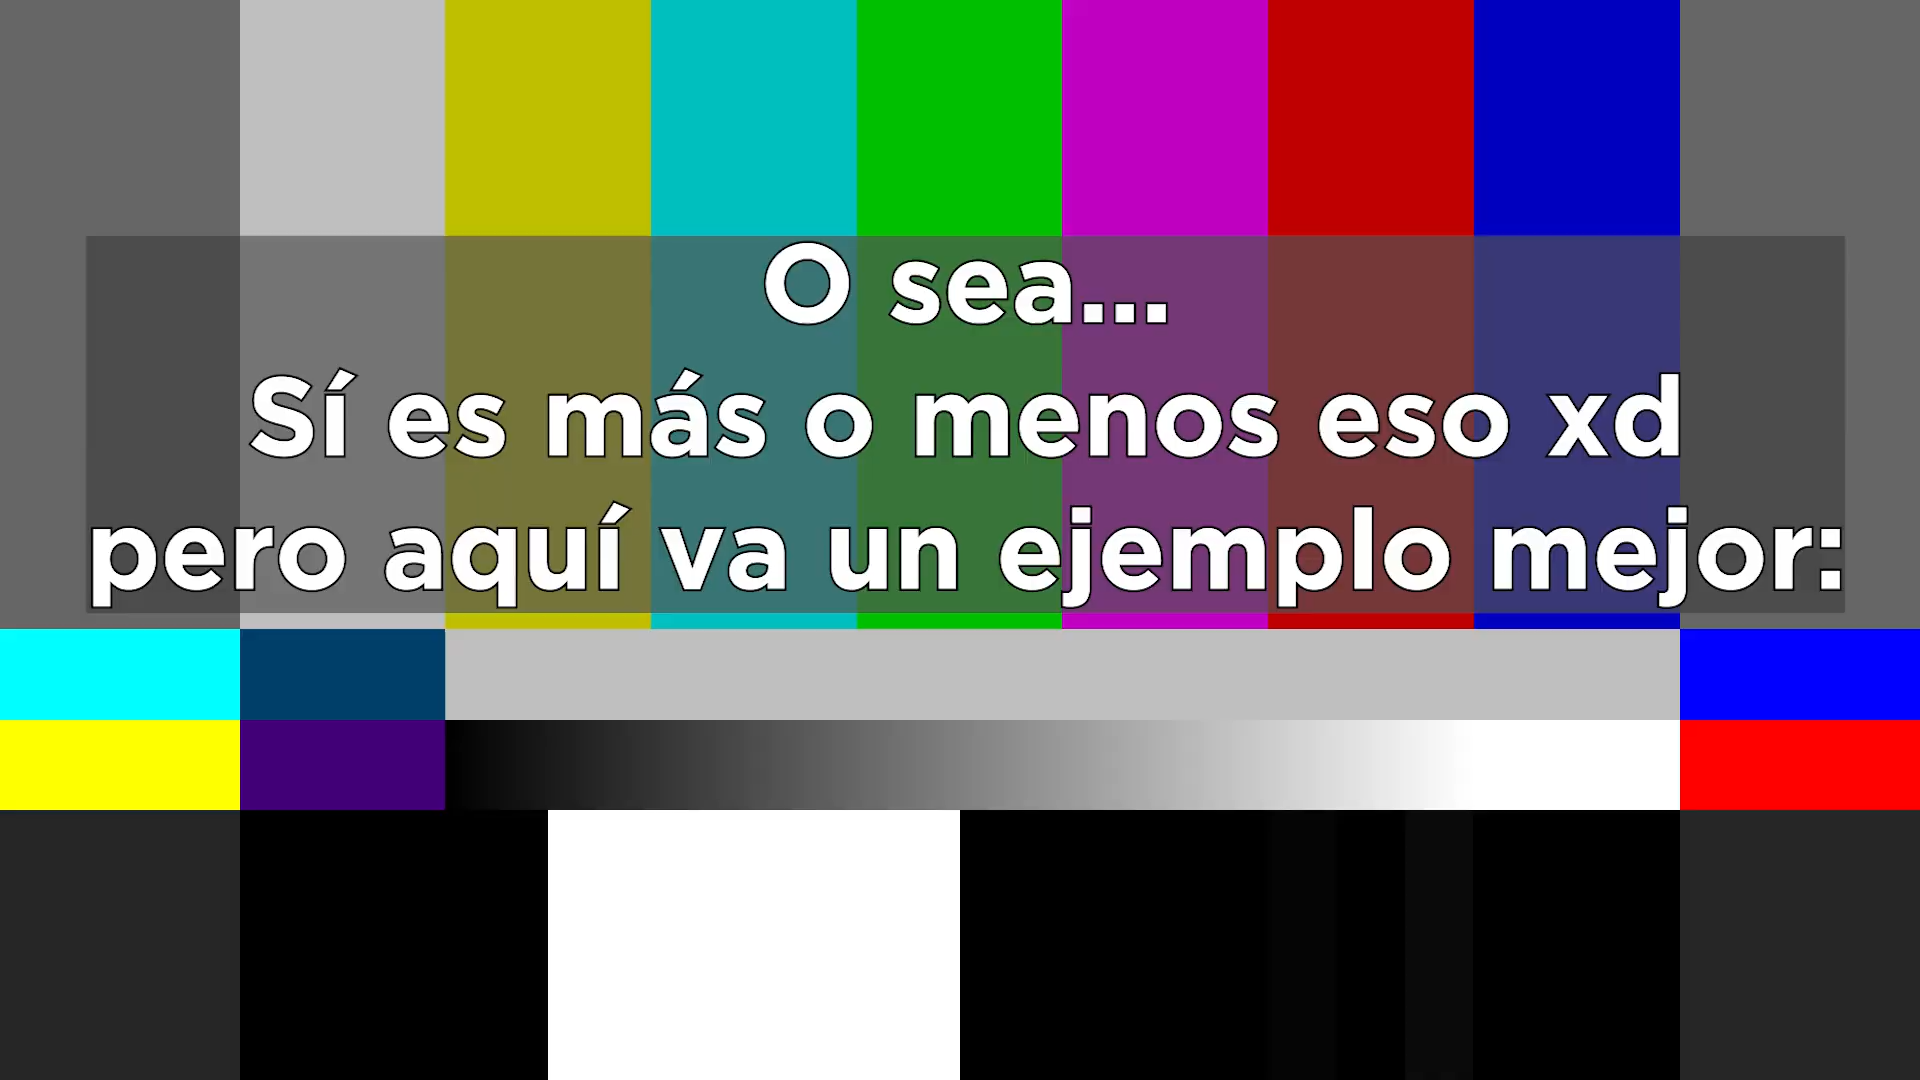 O sea...
Sí es más o menos eso xd
pero aquí va un ejemplo mejor: